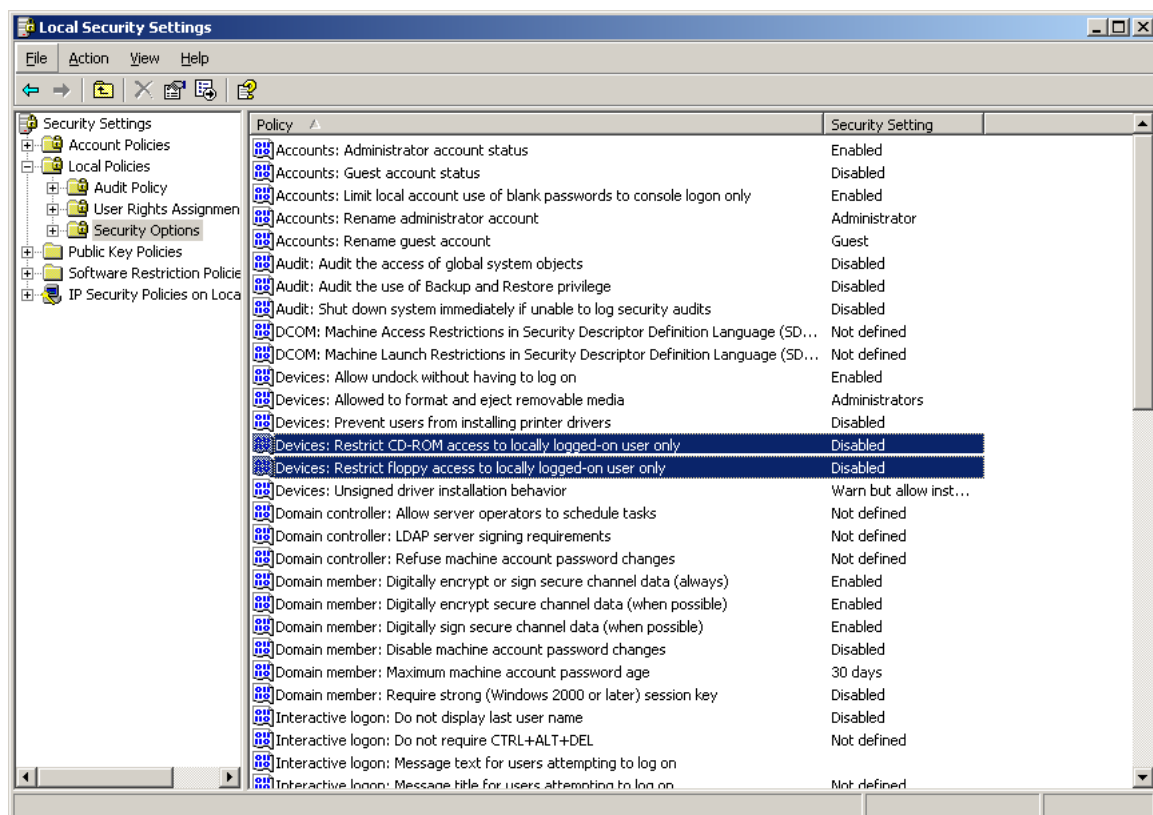 Local Security Settings
File Action View Help
Security Settings
Account Policies
Local Policies
Audit Policy
User Rights Assignmen
Security Options
Public Key Policies
Software Restriction Policie
IP Security Policies on Loca
Policy Security Setting
Accounts: Administrator account status Enabled
Accounts: Guest account status Disabled
Accounts: Limit local account use of blank passwords to console logon only Enabled
Accounts: Rename administrator account Administrator
Accounts: Rename guest account Guest
Audit: Audit the access of global system objects Disabled
Audit: Audit the use of Backup and Restore privilege Disabled
Audit: Shut down system immediately if unable to log security audits Disabled
DCOM: Machine Access Restrictions in Security Descriptor Definition Language (SD... Not defined
DCOM: Machine Launch Restrictions in Security Descriptor Definition Language (SD... Not defined
Devices: Allow undock without having to log on Enabled
Devices: Allowed to format and eject removable media Administrators
Devices: Prevent users from installing printer drivers Disabled
Devices: Restrict CD-ROM access to locally logged-on user only Disabled
Devices: Restrict floppy access to locally logged-on user only Disabled
Devices: Unsigned driver installation behavior Warn but allow inst...
Domain controller: Allow server operators to schedule tasks Not defined
Domain controller: LDAP server signing requirements Not defined
Domain controller: Refuse machine account password changes Not defined
Domain member: Digitally encrypt or sign secure channel data (always) Enabled
Domain member: Digitally encrypt secure channel data (when possible) Enabled
Domain member: Digitally sign secure channel data (when possible) Enabled
Domain member: Disable machine account password changes Disabled
Domain member: Maximum machine account password age 30 days
Domain member: Require strong (Windows 2000 or later) session key Disabled
Interactive logon: Do not display last user name Disabled
Interactive logon: Do not require CTRL+ALT+DEL Not defined
Interactive logon: Message text for users attempting to log on
Interactive logon: Message title for users attempting to log on Not defined